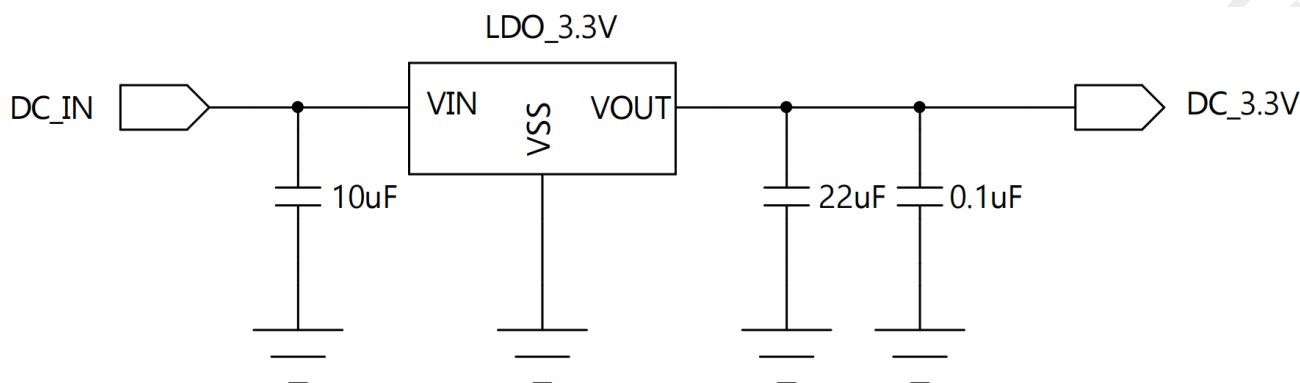 LDO_3.3V
DC_IN
VIN
VSS
VOUT
DC_3.3V
10uF
22uF
0.1uF